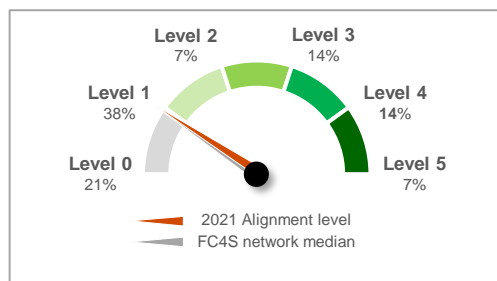 Level 2
7%
Level 3
14%
Level 1
38%
Level 4
14%
Level 0
21%
Level 5
7%
2021 Alignment level
FC4S network median